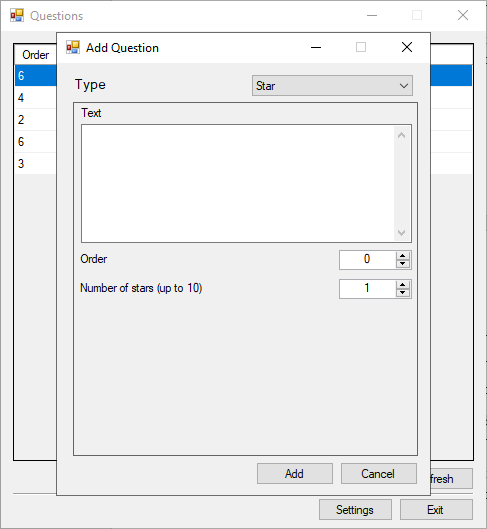 Questions
Add Question
Order
Type
Star
6
4
2
6
3
Text
Order
0
Number of stars (up to 10)
1
Add
Cancel
fresh
Settings
Exit